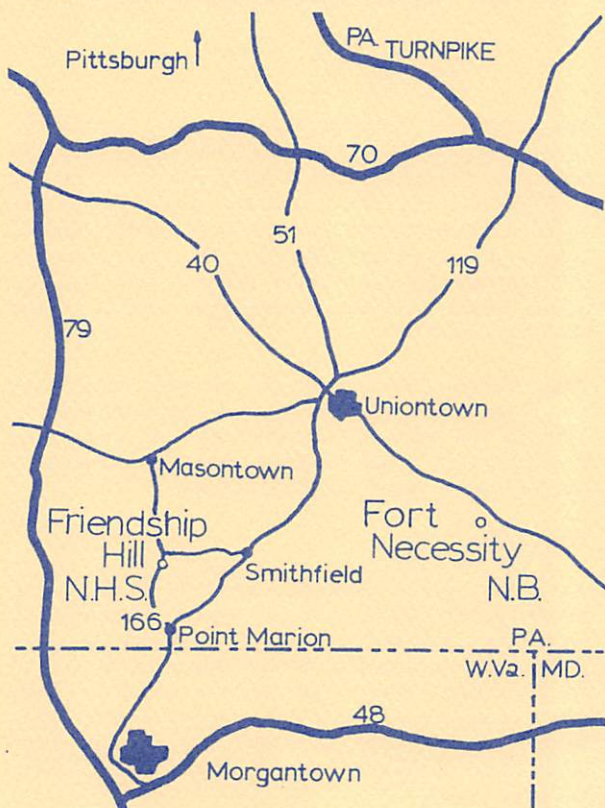 PA. TURNPIKE
Pittsburgh
70
51
40
119
79
Uniontown
Masontown
Friendship
Hill
N.H.S.
Fort
Necessity
N.B.
Smithfield
166
Point Marion
PA.
W.Va. MD.
48
Morgantown